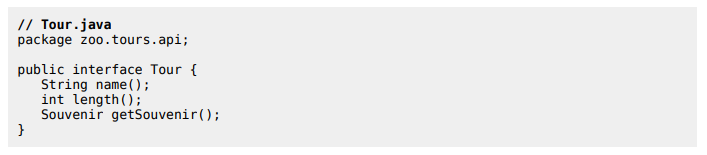 // Tour.java
package zoo.tours.api;

public interface Tour {
   String name();
   int length();
   Souvenir getSouvenir();
}